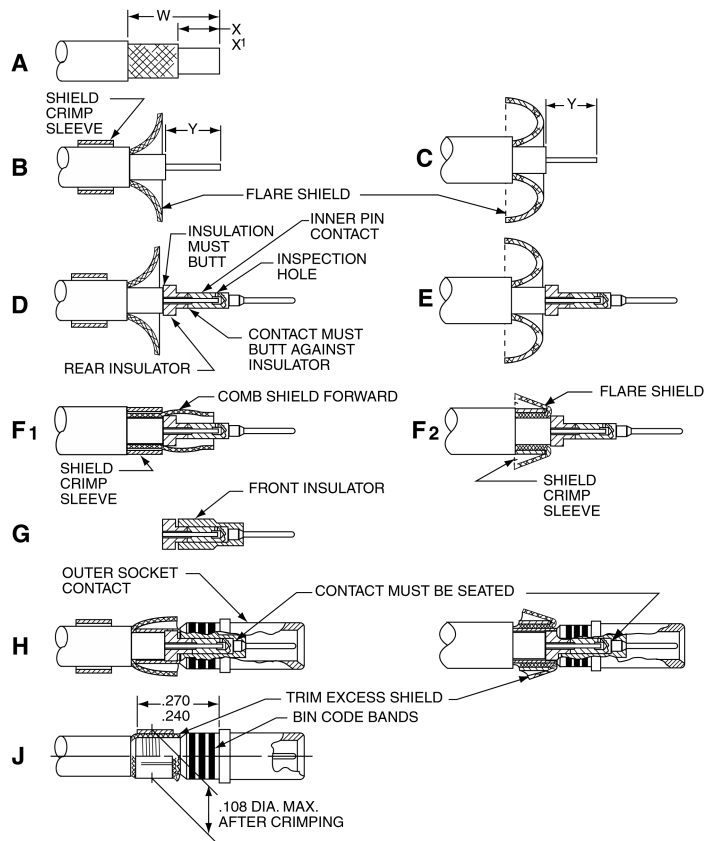 W
X
X1
A
SHIELD
CRIMP
SLEEVE
Y
B
Y
C
FLARE SHIELD
INSULATION
MUST
BUTT
INNER PIN
CONTACT
INSPECTION
HOLE
D
CONTACT MUST
BUTT AGAINST
INSULATOR
REAR INSULATOR
E
COMB SHIELD FORWARD
F1
SHIELD
CRIMP
SLEEVE
FLARE SHIELD
F2
SHIELD
CRIMP
SLEEVE
FRONT INSULATOR
G
OUTER SOCKET
CONTACT
CONTACT MUST BE SEATED
H
TRIM EXCESS SHIELD
.270
.240
BIN CODE BANDS
J
.108 DIA. MAX.
AFTER CRIMPING